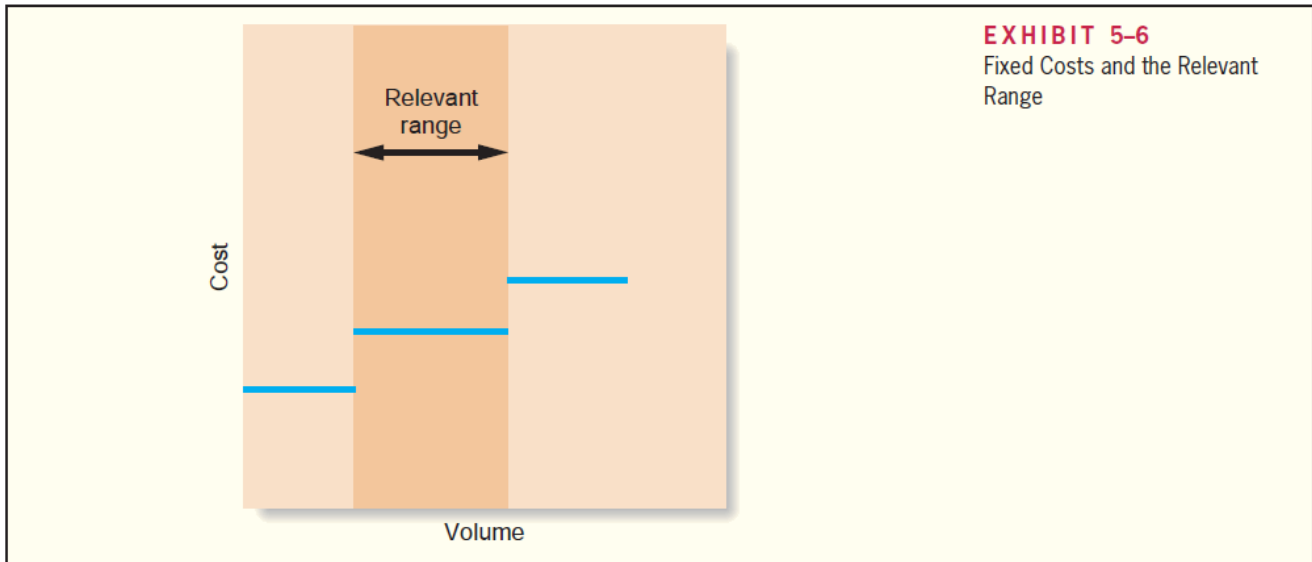 EXHIBIT 5–6
Fixed Costs and the Relevant
Range
Relevant
range
Cost
Volume